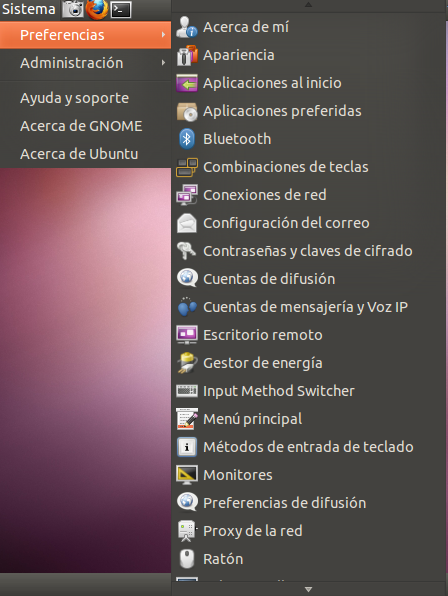 Sistema
Preferencias
Administración
Ayuda y soporte
Acerca de GNOME
Acerca de Ubuntu
Acerca de mí
Apariencia
Aplicaciones al inicio
Aplicaciones preferidas
Bluetooth
Combinaciones de teclas
Conexiones de red
Configuración del correo
Contraseñas y claves de cifrado
Cuentas de difusión
Cuentas de mensajería y Voz IP
Escritorio remoto
Gestor de energía
Input Method Switcher
Menú principal
Métodos de entrada de teclado
Monitores
Preferencias de difusión
Proxy de la red
Ratón